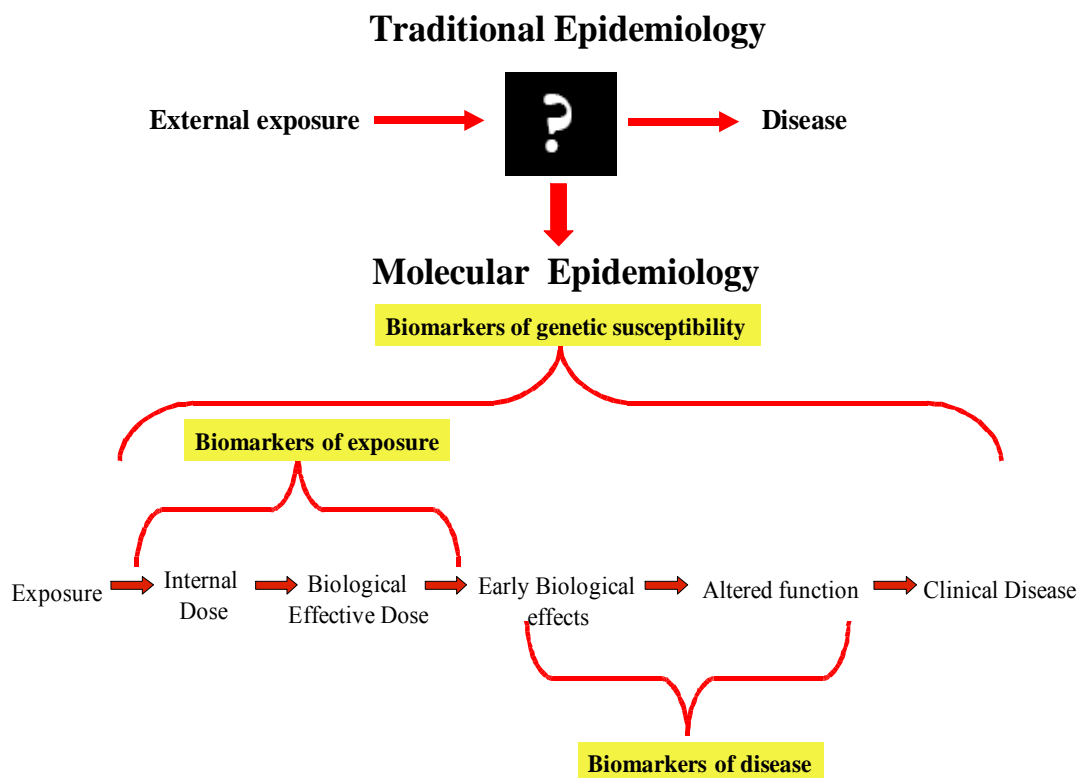 Traditional Epidemiology
External exposure
?
Disease
Molecular Epidemiology
Biomarkers of genetic susceptibility
Biomarkers of exposure
Exposure
Internal
Dose
Biological
Effective Dose
Early Biological
effects
Altered function
Clinical Disease
Biomarkers of disease